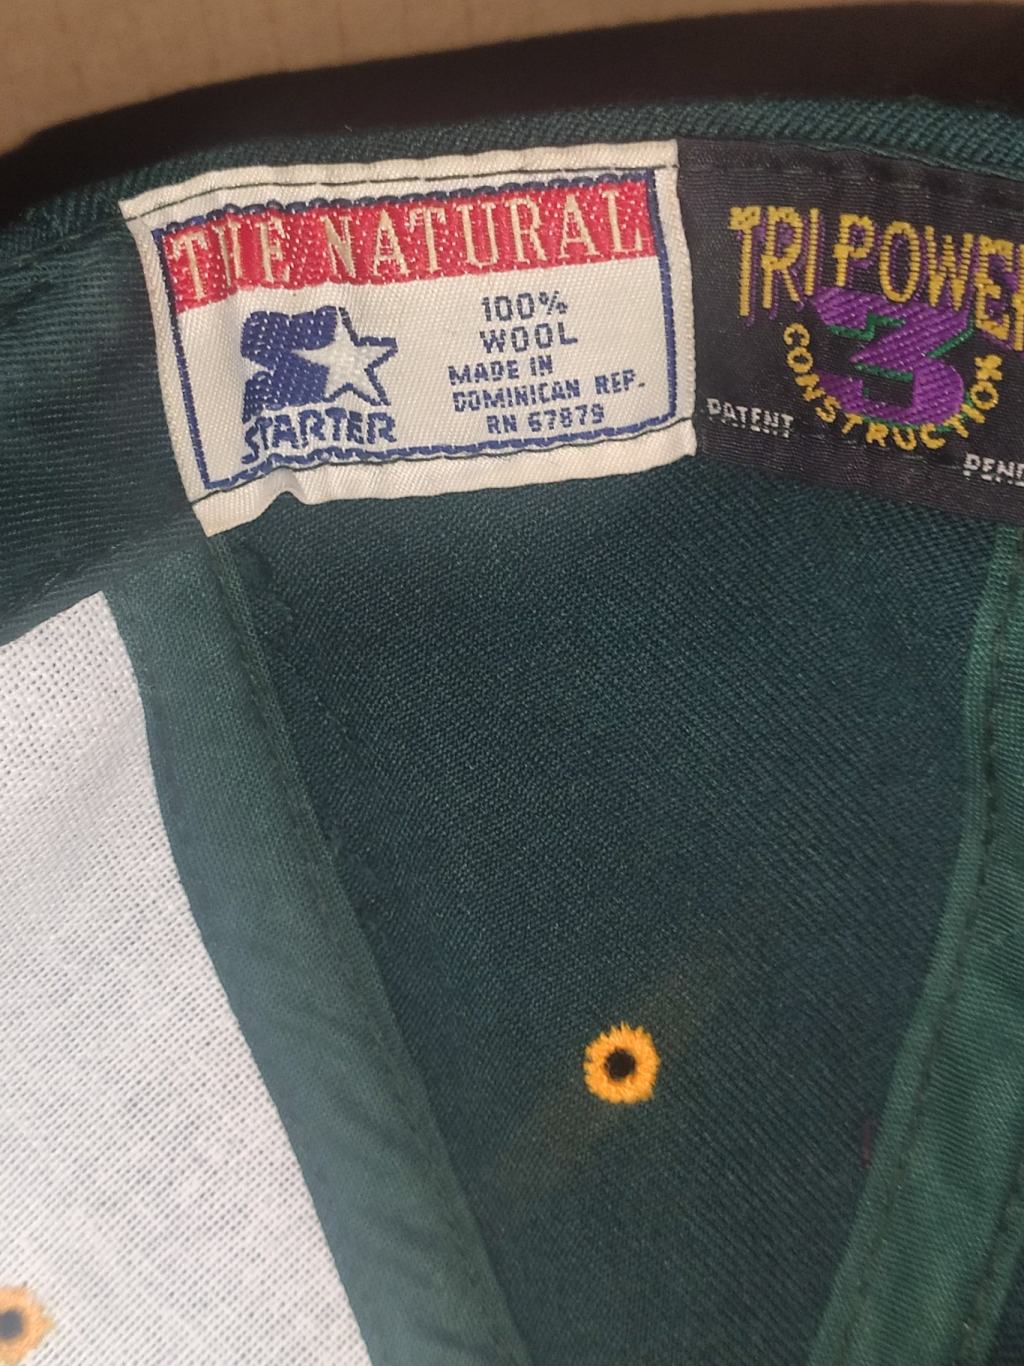 THE NATURAL
100%
WOOL
MADE IN
DOMINICAN REP.
RN 67879
STARTER
TRI POWER
3
CONSTRUCTION
PATENT